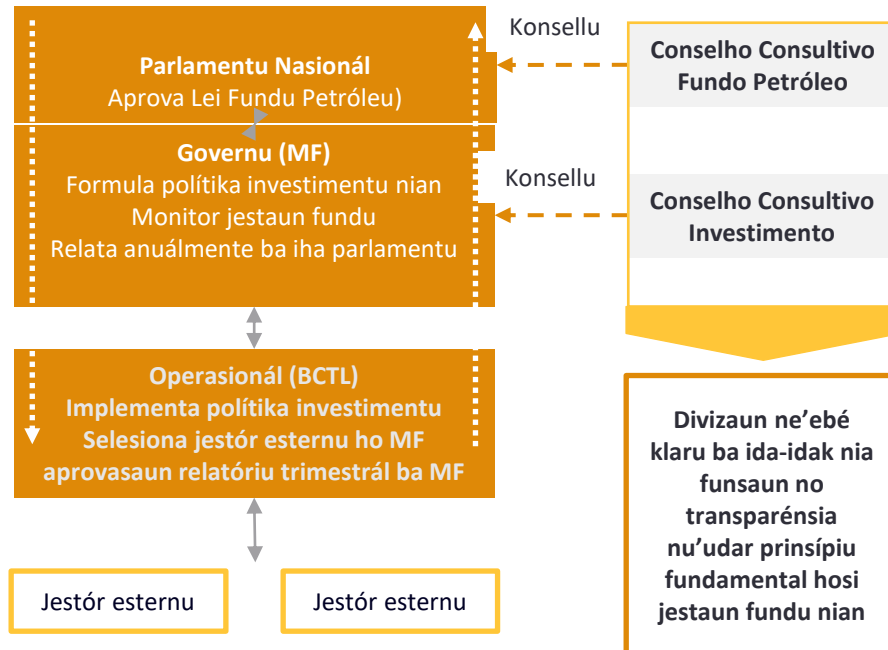 Parlamentu Nasionál
Aprova Lei Fundu Petróleu)
Governu (MF)
Formula polítika investimentu nian
Monitor jestaun fundu
Relata anuálmente ba iha parlamentu
Konsellu
Konsellu
Conselho Consultivo
Fundo Petróleo
Conselho Consultivo
Investimento
Operasionál (BCTL)
Implementa polítika investimentu
Selesiona jestór esternu ho MF
aprovasaun relatóriu trimestrál ba MF
Jestór esternu
Jestór esternu
Divizaun ne’ebé
klaru ba ida-idak nia
funsaun no
transparénsia
nu’udar prinsípiu
fundamental hosi
jestaun fundu nian